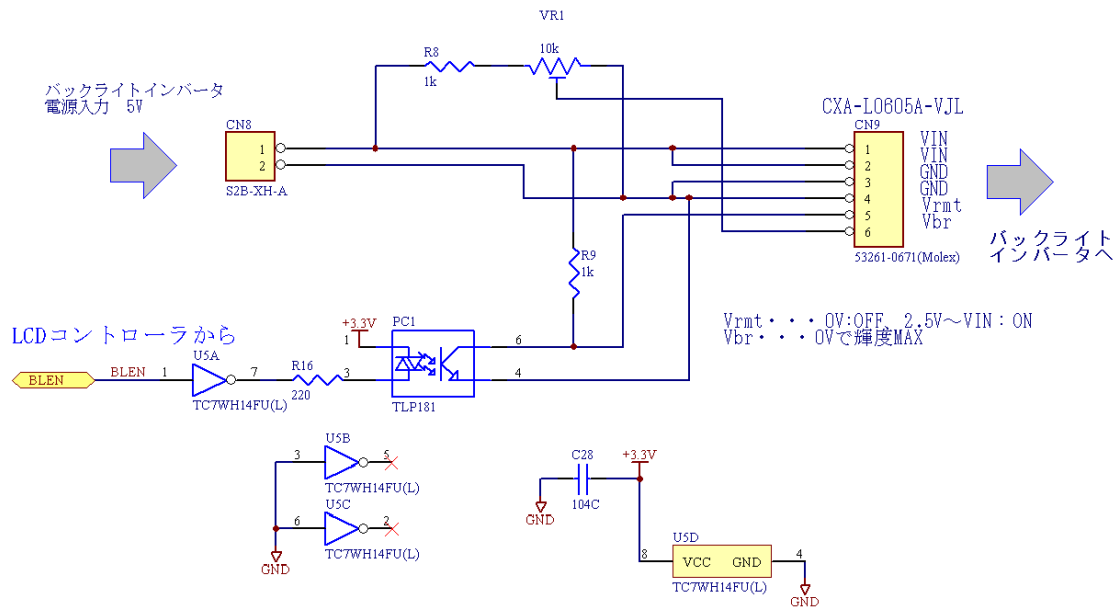 VR1
R8
10k
1k
バックライトインバータ
電源入力 5V
CXA-L0605A-VJL
CN8
CN9
1
2
S2B-XH-A
1
2
3
4
5
6
VIN
VIN
GND
GND
Vrmt
Vbr
53261-0671(Molex)
バックライト
インバータへ
R9
1k
Vrmt・・・0V:OFF、2.5V～VIN：ON
Vbr・・・0Vで輝度MAX
LCDコントローラから
+3.3V
PC1
1
6
U5A
BLEN
BLEN
1
7
R16
220
3
4
TC7WH14FU(L)
TLP181
U5B
3
5
TC7WH14FU(L)
U5C
6
2
TC7WH14FU(L)
GND
C28
+3.3V
104C
GND
U5D
8
VCC GND
4
TC7WH14FU(L)
GND